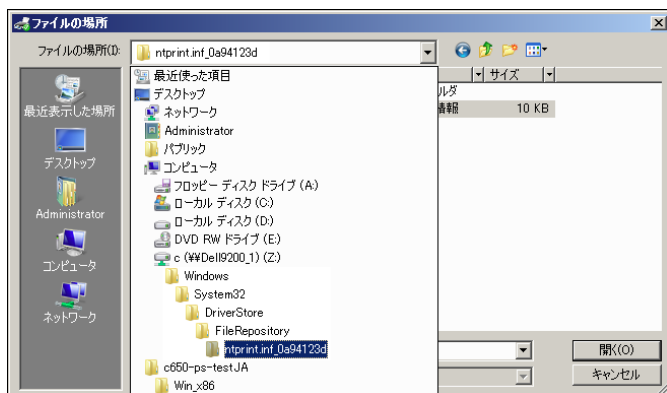 ファイルの場所
ファイルの場所(I):
ntprint.inf_0a94123d
最近表示した場所
デスクトップ
Administrator
コンピュータ
ネットワーク
最近使った項目
デスクトップ
ネットワーク
Administrator
パブリック
コンピュータ
フロッピー ディスク ドライブ (A:)
ローカル ディスク (C:)
ローカル ディスク (D:)
DVD RW ドライブ (E:)
c (¥¥Dell9200_1) (Z:)
Windows
System32
DriverStore
FileRepository
ntprint.inf_0a94123d
c650-ps-testJA
Win_x86
サイズ
ルダ
情報
10 KB
開く(O)
キャンセル